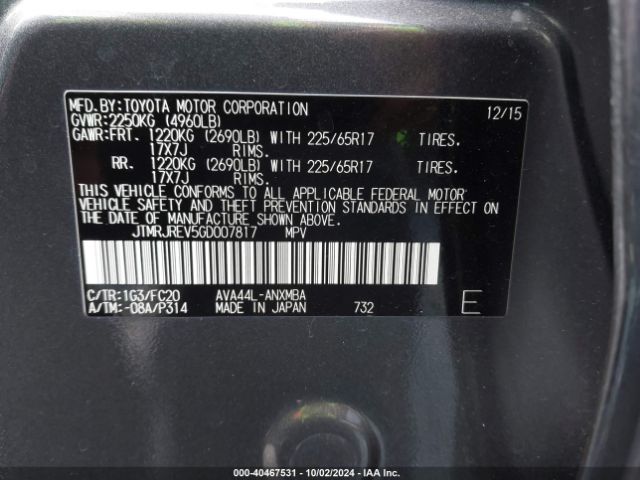 MFD.BY:TOYOTA MOTOR CORPORATION 12/15
GVWR:2250KG (4960LB)
GAWR:FRT. 1220KG (2690LB) WITH 225/65R17 TIRES.
17X7J RIMS.
RR. 1220KG (2690LB) WITH 225/65R17 TIRES.
17X7J RIMS.
THIS VEHICLE CONFORMS TO ALL APPLICABLE FEDERAL MOTOR
VEHICLE SAFETY AND THEFT PREVENTION STANDARDS IN EFFECT ON
THE DATE OF MANUFACTURE SHOWN ABOVE.
JTMRJREV5GD007817 MPV
C/TR:1G3/FC20 AVA44L-ANXMBA
A/TM:-08A/P314 MADE IN JAPAN 732 E
000-40467531 - 10/02/2024 - IAA Inc.